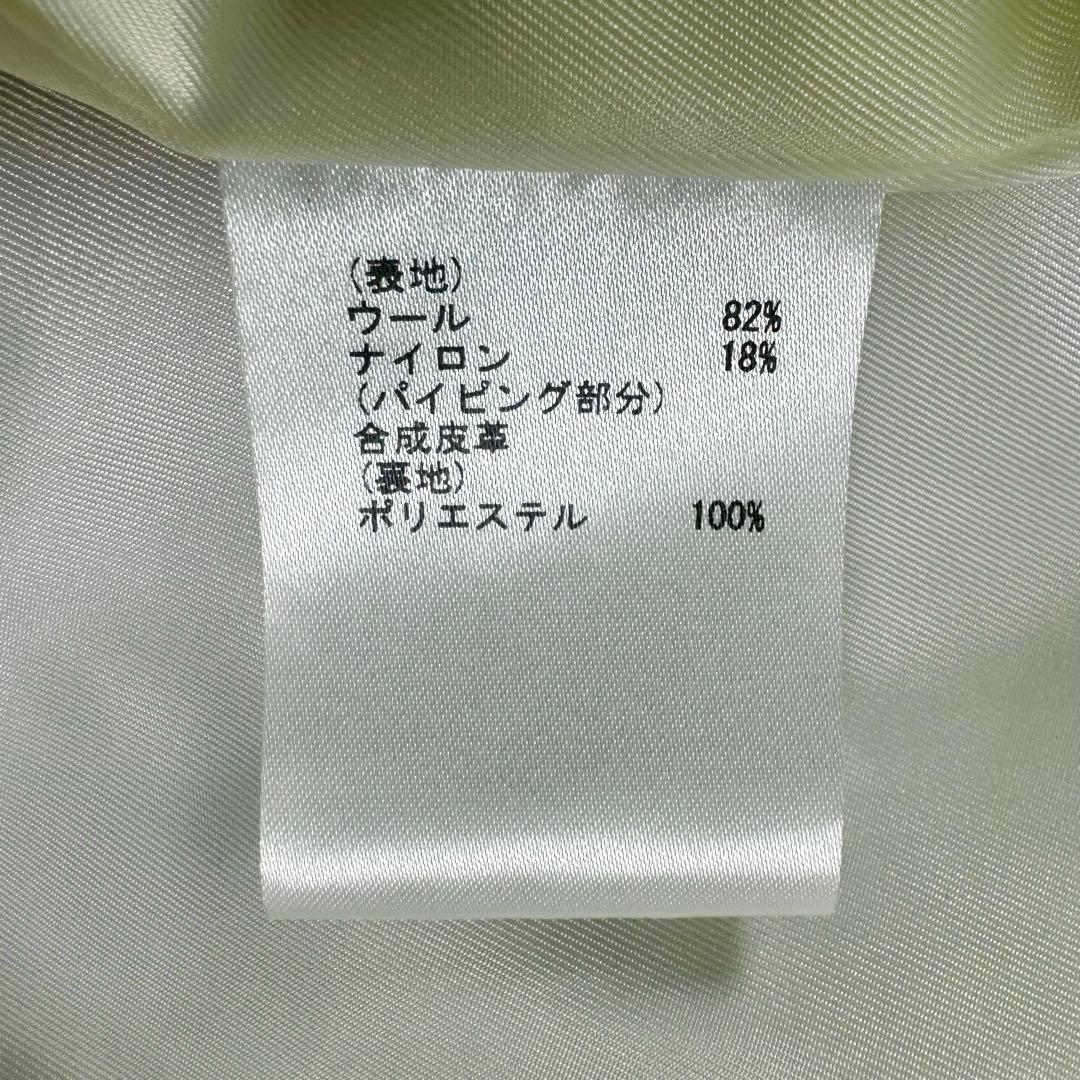 (表地)
ウール 82%
ナイロン 18%
(パイピング部分)
合成皮革
(裏地)
ポリエステル 100%